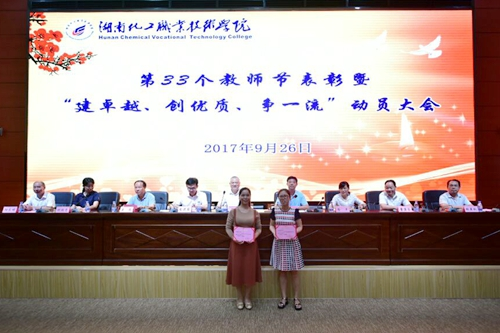 湖南化工职业技术学院
Hunan Chemical Vocational Technology College
第33个教师节表彰暨
“建卓越、创优质、争一流”动员大会
2017年9月26日